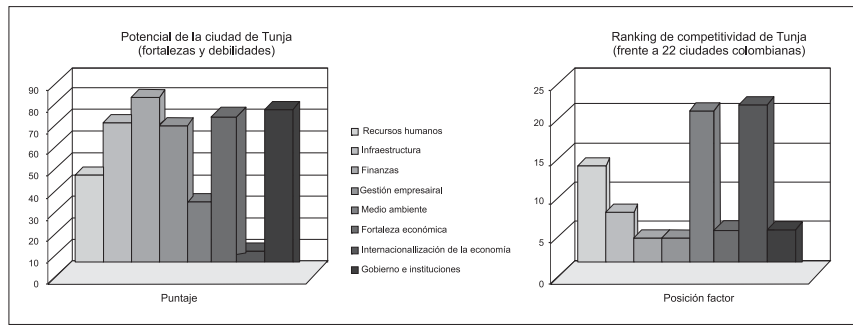 Potencial de la ciudad de Tunja
(fortalezas y debilidades)
90
80
70
60
50
40
30
20
10
0
Puntaje
Recursos humanos
Infraestructura
Finanzas
Gestión empresairal
Medio ambiente
Fortaleza económica
Internacionallización de la economía
Gobierno e instituciones
Ranking de competitividad de Tunja
(frente a 22 ciudades colombianas)
25
20
15
10
5
0
Posición factor